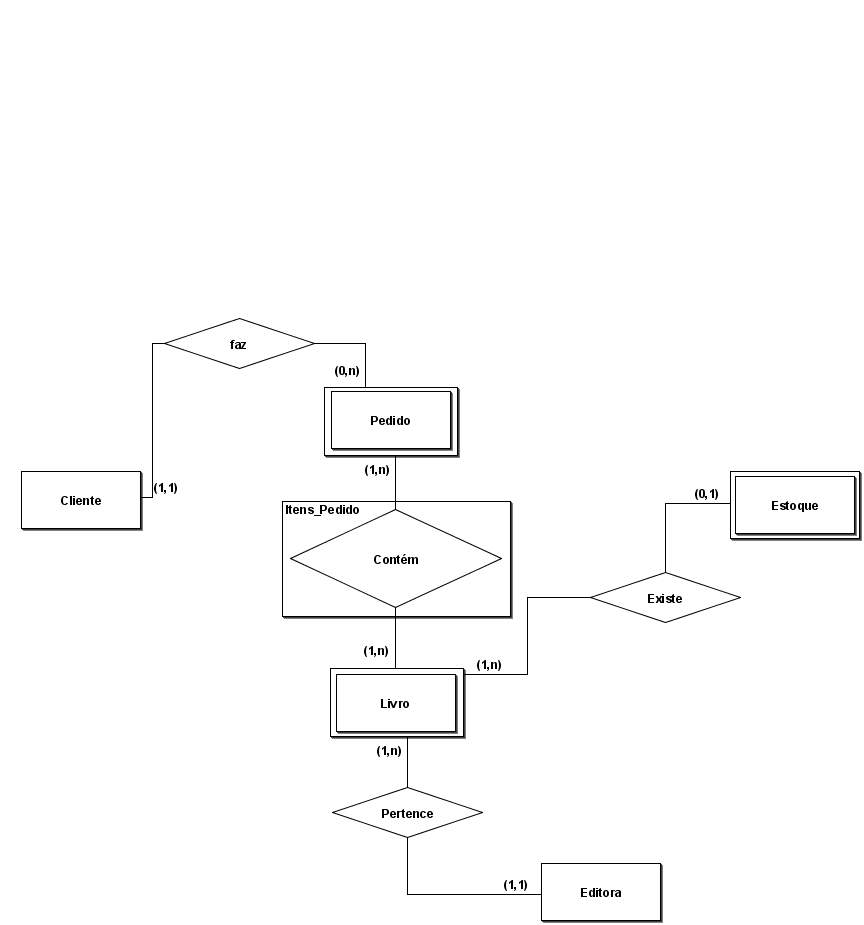 faz
(0,n)
Pedido
(1,n)
Cliente
(1,1)
(0,1)
Estoque
Itens_Pedido
Contém
Existe
(1,n)
(1,n)
Livro
(1,n)
Pertence
(1,1)
Editora